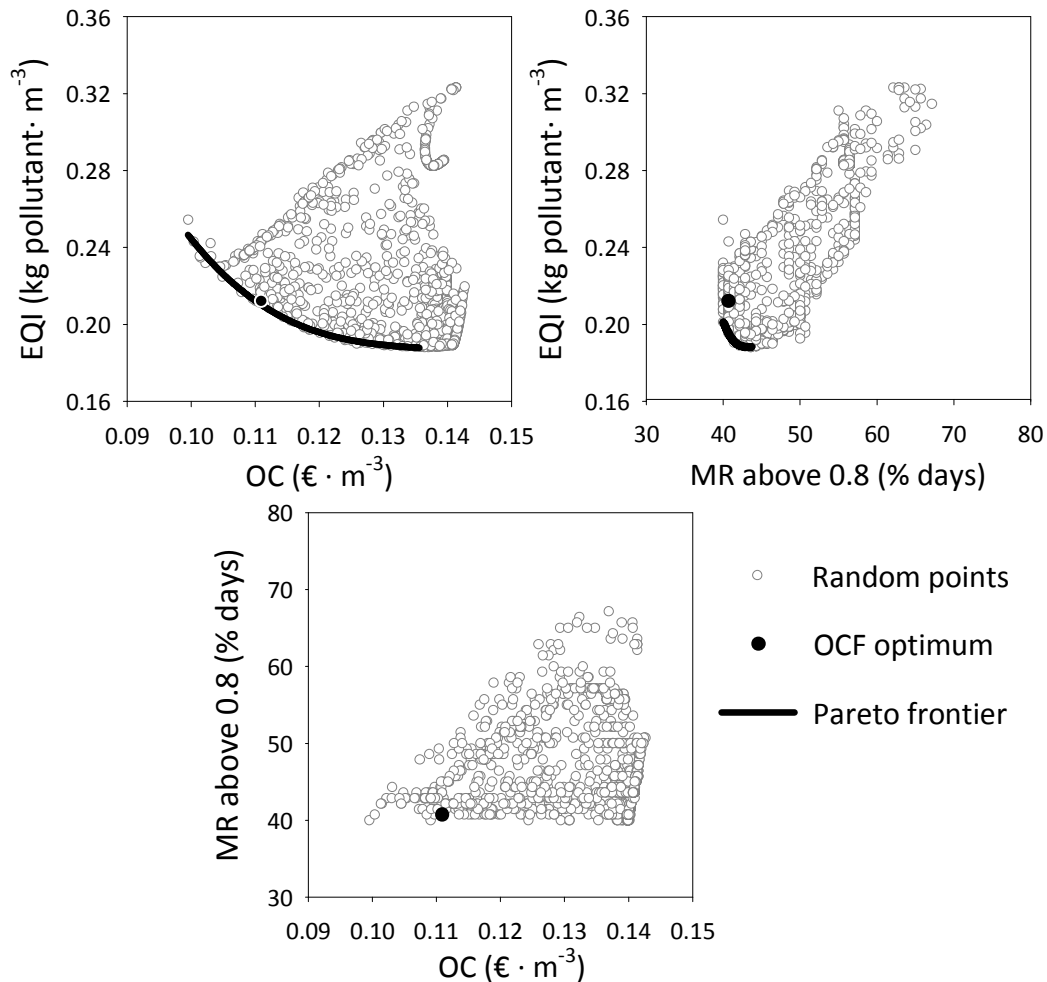 EQI (kg pollutant· m-3)
0.36
0.32
0.28
0.24
0.20
0.16
0.09 0.10 0.11 0.12 0.13 0.14 0.15
OC (€ · m-3)
EQI (kg pollutant· m-3)
0.36
0.32
0.28
0.24
0.20
0.16
30 40 50 60 70 80
MR above 0.8 (% days)
MR above 0.8 (% days)
80
70
60
50
40
30
0.09 0.10 0.11 0.12 0.13 0.14 0.15
OC (€ · m-3)
Random points
OCF optimum
Pareto frontier